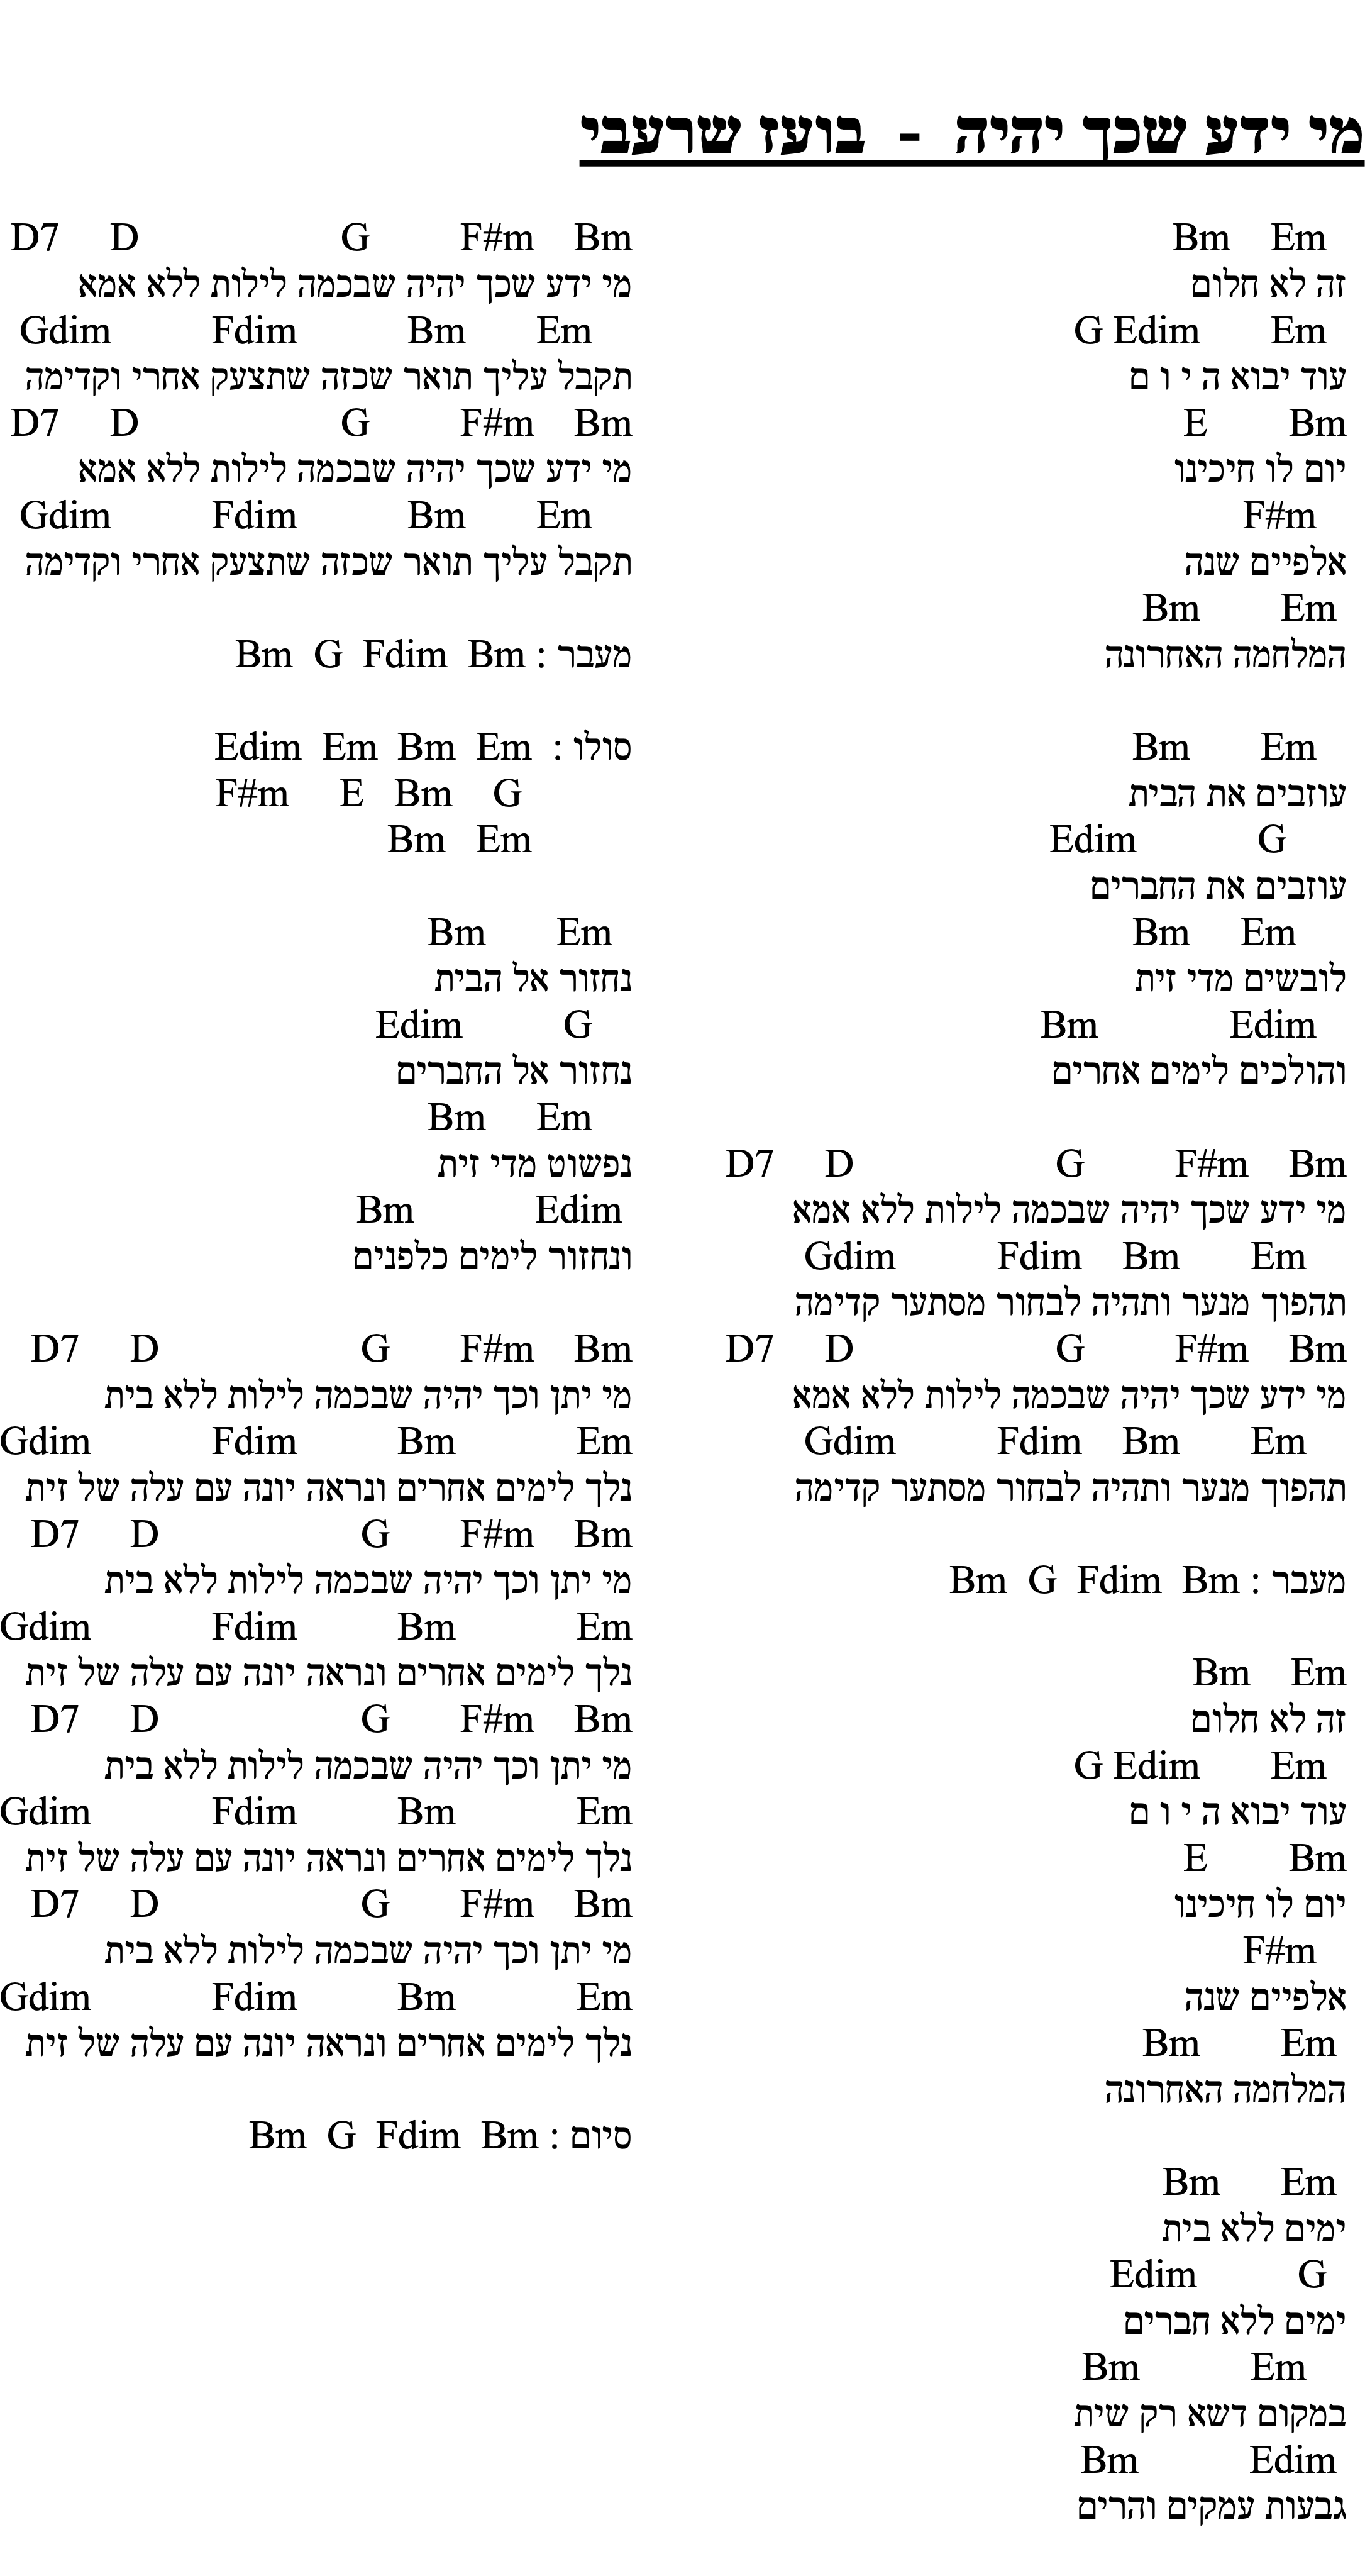 מי ידע שכך יהיה - בועז שרעבי
Bm Em
זה לא חלום
G Edim Em
עוד יבוא ה י ו ם
E Bm
יום לו חיכינו
F#m
אלפיים שנה
Bm Em
המלחמה האחרונה
Bm Em
עוזבים את הבית
Edim G
עוזבים את החברים
Bm Em
לובשים מדי זית
Bm Edim
והולכים לימים אחרים
D7 D G F#m Bm
מי ידע שכך יהיה שבכמה לילות ללא אמא
Gdim Fdim Bm Em
תהפוך מנער ותהיה לבחור מסתער קדימה
D7 D G F#m Bm
מי ידע שכך יהיה שבכמה לילות ללא אמא
Gdim Fdim Bm Em
תהפוך מנער ותהיה לבחור מסתער קדימה
מעבר : Bm G Fdim Bm
Bm Em
זה לא חלום
G Edim Em
עוד יבוא ה י ו ם
E Bm
יום לו חיכינו
F#m
אלפיים שנה
Bm Em
המלחמה האחרונה
Bm Em
ימים ללא בית
Edim G
ימים ללא חברים
Bm Em
במקום דשא רק שית
Bm Edim
גבעות עמקים והרים
D7 D G F#m Bm
מי ידע שכך יהיה שבכמה לילות ללא אמא
Gdim Fdim Bm Em
תקבל עליך תואר שכזה שתצעק אחרי וקדימה
D7 D G F#m Bm
מי ידע שכך יהיה שבכמה לילות ללא אמא
Gdim Fdim Bm Em
תקבל עליך תואר שכזה שתצעק אחרי וקדימה
מעבר : Bm G Fdim Bm
סולו : Edim Em Bm Em
F#m E Bm G
Bm Em
Bm Em
נחזור אל הבית
Edim G
נחזור אל החברים
Bm Em
נפשוט מדי זית
Bm Edim
ונחזור לימים כלפנים
D7 D G F#m Bm
מי יתן וכך יהיה שבכמה לילות ללא בית
Gdim Fdim Bm Em
נלך לימים אחרים ונראה יונה עם עלה של זית
D7 D G F#m Bm
מי יתן וכך יהיה שבכמה לילות ללא בית
Gdim Fdim Bm Em
נלך לימים אחרים ונראה יונה עם עלה של זית
D7 D G F#m Bm
מי יתן וכך יהיה שבכמה לילות ללא בית
Gdim Fdim Bm Em
נלך לימים אחרים ונראה יונה עם עלה של זית
D7 D G F#m Bm
מי יתן וכך יהיה שבכמה לילות ללא בית
Gdim Fdim Bm Em
נלך לימים אחרים ונראה יונה עם עלה של זית
סיום : Bm G Fdim Bm